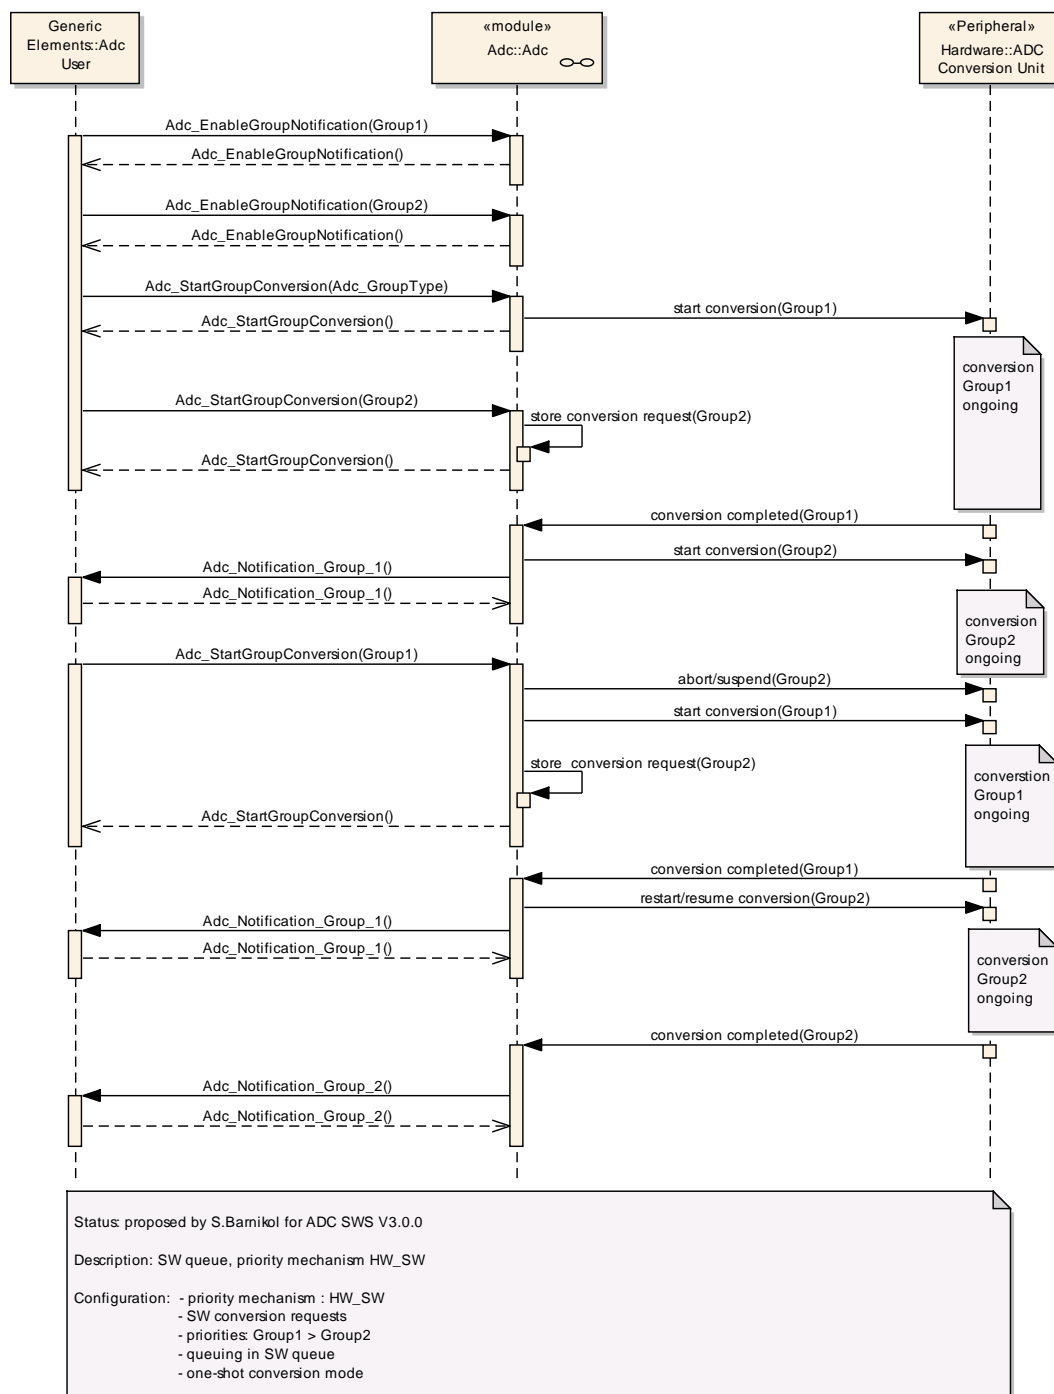 Generic
Elements::Adc
User
«module»
Adc::Adc
«Peripheral»
Hardware::ADC
Conversion Unit
Adc_EnableGroupNotification(Group1)
Adc_EnableGroupNotification()
Adc_EnableGroupNotification(Group2)
Adc_EnableGroupNotification()
Adc_StartGroupConversion(Adc_GroupType)
start conversion(Group1)
Adc_StartGroupConversion()
conversion
Group1
ongoing
Adc_StartGroupConversion(Group2)
store conversion request(Group2)
Adc_StartGroupConversion()
conversion completed(Group1)
start conversion(Group2)
Adc_Notification_Group_1()
Adc_Notification_Group_1()
conversion
Group2
ongoing
Adc_StartGroupConversion(Group1)
abort/suspend(Group2)
start conversion(Group1)
store  conversion request(Group2)
converstion
Group1
ongoing
Adc_StartGroupConversion()
conversion completed(Group1)
restart/resume conversion(Group2)
Adc_Notification_Group_1()
Adc_Notification_Group_1()
conversion
Group2
ongoing
conversion completed(Group2)
Adc_Notification_Group_2()
Adc_Notification_Group_2()
Status: proposed by S.Barnikol for ADC SWS V3.0.0
Description: SW queue, priority mechanism HW_SW
Configuration:  - priority mechanism : HW_SW
- SW conversion requests
- priorities: Group1 > Group2
- queuing in SW queue
- one-shot conversion mode